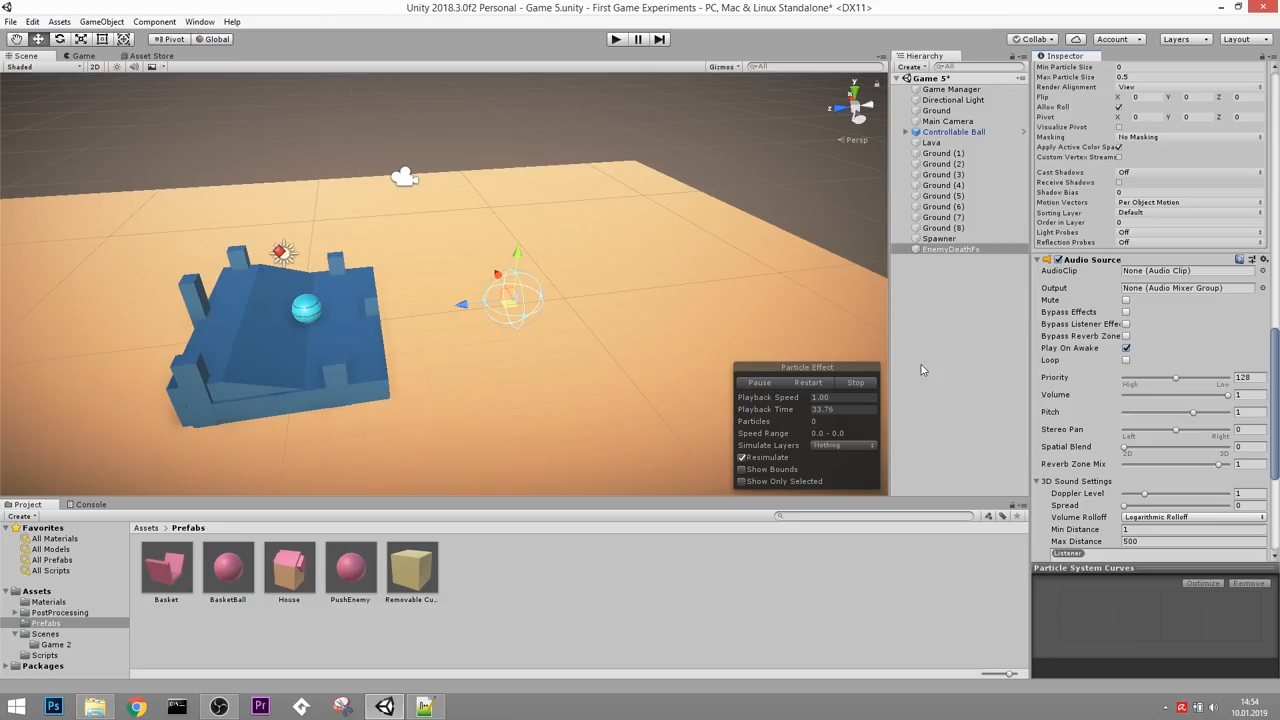 Unity 2018.3.0f2 Personal - Game 5.unity - First Game Experiments - PC, Mac & Linux Standalone* <DX11>
File Edit Assets GameObject Component Window Help
Pivot Global Collab Account Layers Layout
Scene Game Asset Store
Shaded 2D Gizmos All
y
x
z
Persp
Particle Effect
Pause Restart Stop
Playback Speed 1.00
Playback Time 33.76
Particles 0
Speed Range 0.0 - 0.0
Simulate Layers Nothing
Resimulate
Show Bounds
Show Only Selected
Hierarchy
Create All
Game 5*
Game Manager
Directional Light
Ground
Main Camera
Controllable Ball
Lava
Ground (1)
Ground (2)
Ground (3)
Ground (4)
Ground (5)
Ground (6)
Ground (7)
Ground (8)
Spawner
EnemyDeathFx
Inspector
Min Particle Size 0
Max Particle Size 0.5
Render Alignment View
Flip X 0 Y 0 Z 0
Allow Roll
Pivot X 0 Y 0 Z 0
Visualize Pivot
Masking No Masking
Apply Active Color Spa
Custom Vertex Streams
Cast Shadows Off
Receive Shadows
Shadow Bias 0
Motion Vectors Per Object Motion
Sorting Layer Default
Order in Layer 0
Light Probes Off
Reflection Probes Off
Audio Source
AudioClip None (Audio Clip)
Output None (Audio Mixer Group)
Mute
Bypass Effects
Bypass Listener Effec
Bypass Reverb Zone
Play On Awake
Loop
Priority 128
High Low
Volume 1
Pitch 1
Stereo Pan 0
Left Right
Spatial Blend 0
2D 3D
Reverb Zone Mix 1
3D Sound Settings
Doppler Level 1
Spread 0
Volume Rolloff Logarithmic Rolloff
Min Distance 1
Max Distance 500
Listener
Particle System Curves
Optimize Remove
Project Console
Create
Favorites
All Materials
All Models
All Prefabs
All Scripts
Assets
Materials
PostProcessing
Prefabs
Scenes
Game 2
Scripts
Packages
Assets Prefabs
Basket BasketBall House PushEnemy Removable Cu...
Ps Pr
14:54
10.01.2019